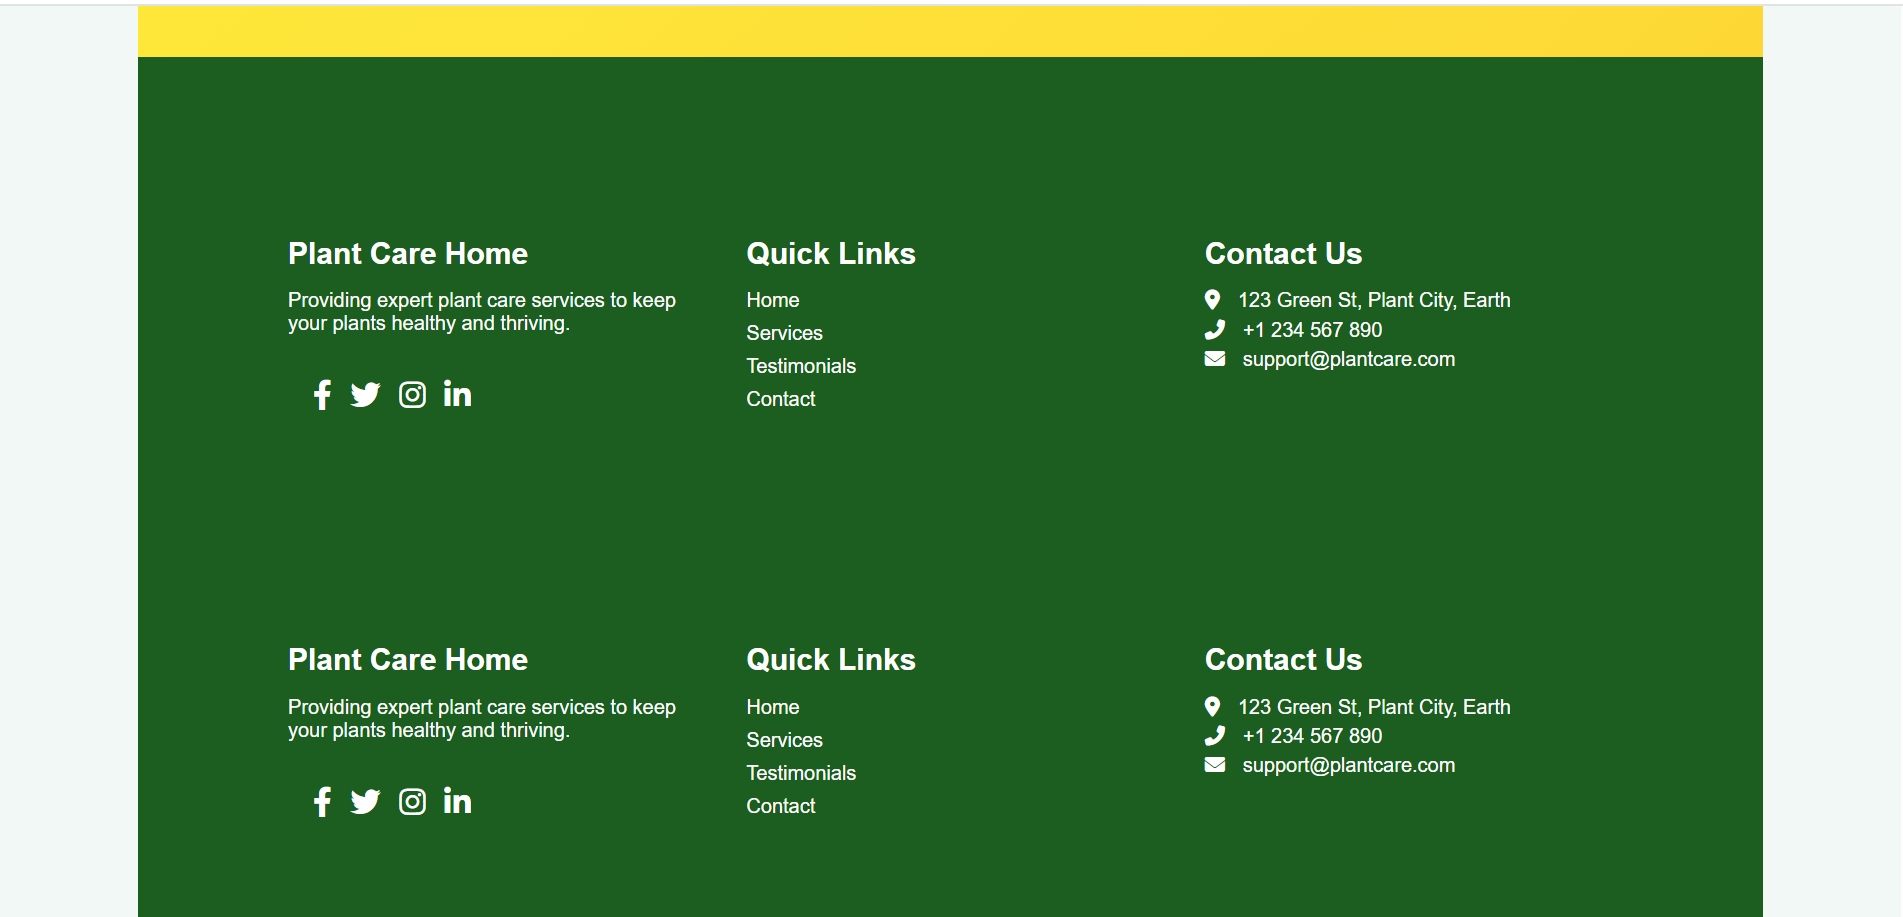 Plant Care Home
Providing expert plant care services to keep
your plants healthy and thriving.
Quick Links
Home
Services
Testimonials
Contact
Contact Us
123 Green St, Plant City, Earth
+1 234 567 890
support@plantcare.com
Plant Care Home
Providing expert plant care services to keep
your plants healthy and thriving.
Quick Links
Home
Services
Testimonials
Contact
Contact Us
123 Green St, Plant City, Earth
+1 234 567 890
support@plantcare.com